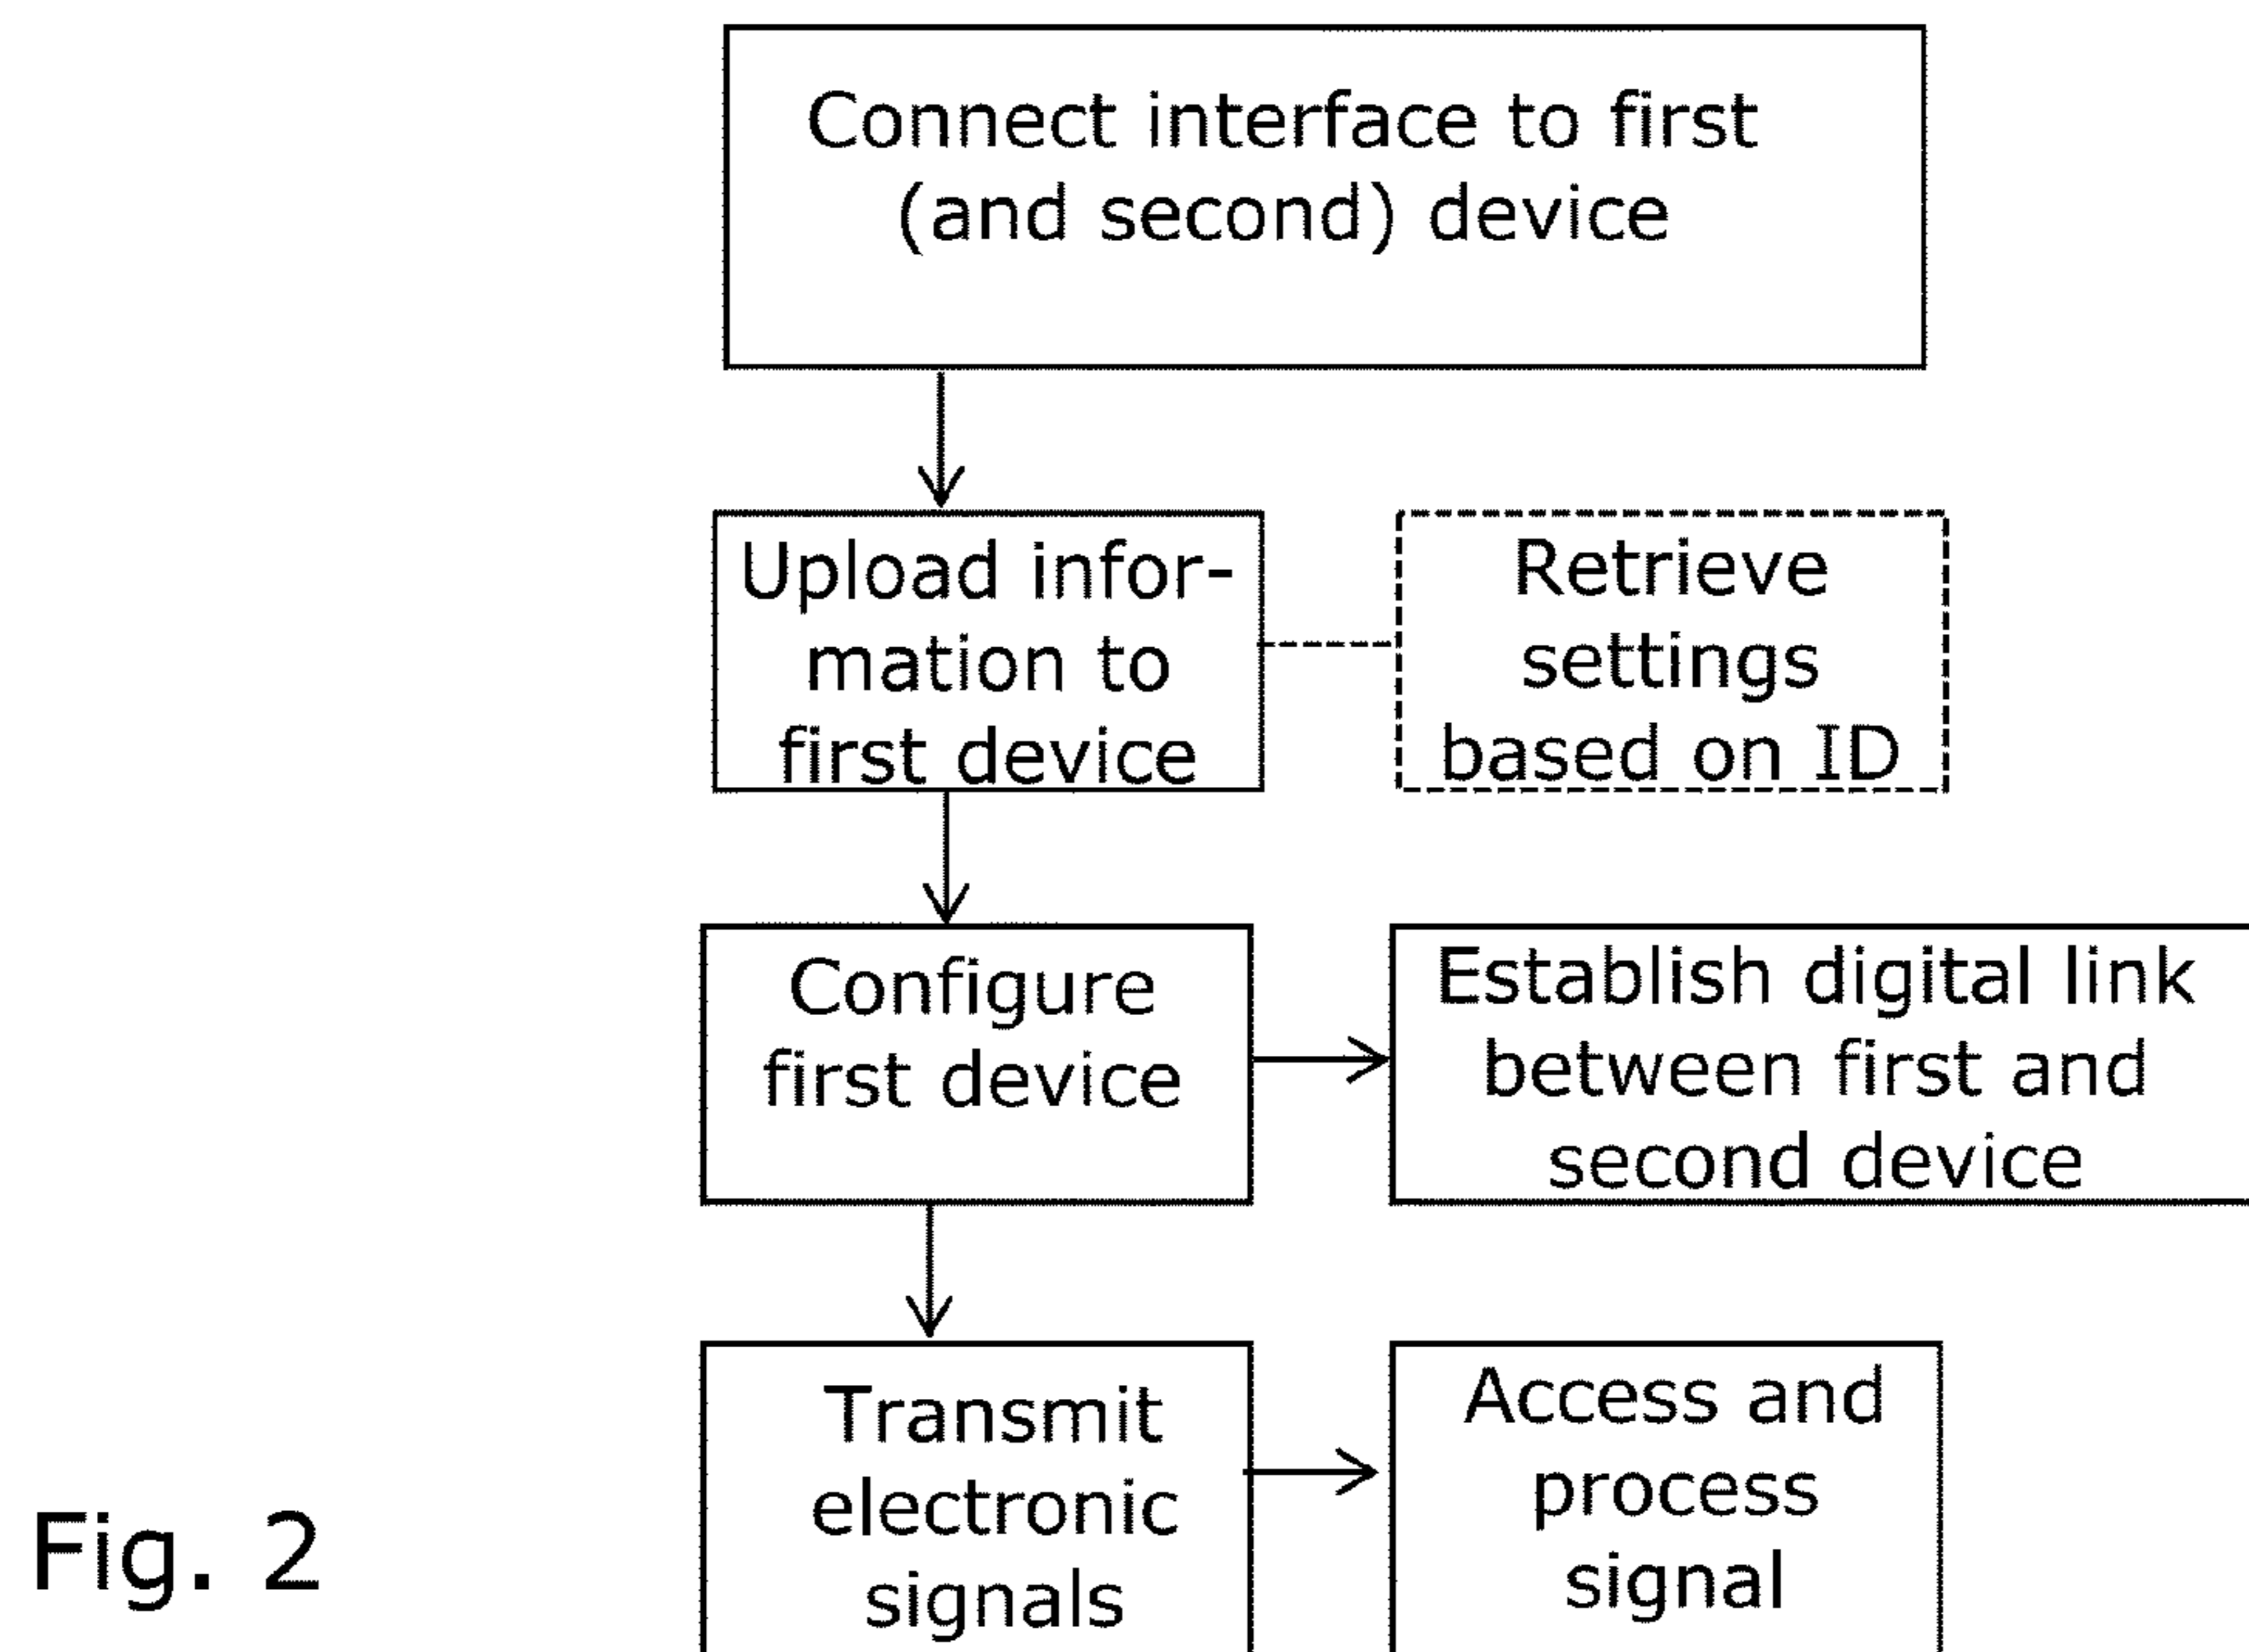 Connect interface to first
(and second) device
Upload infor-
mation to
first device
Retrieve
settings
based on ID
Configure
first device
Establish digital link
between first and
second device
Transmit
electronic
signals
Access and
process
signal
Fig. 2